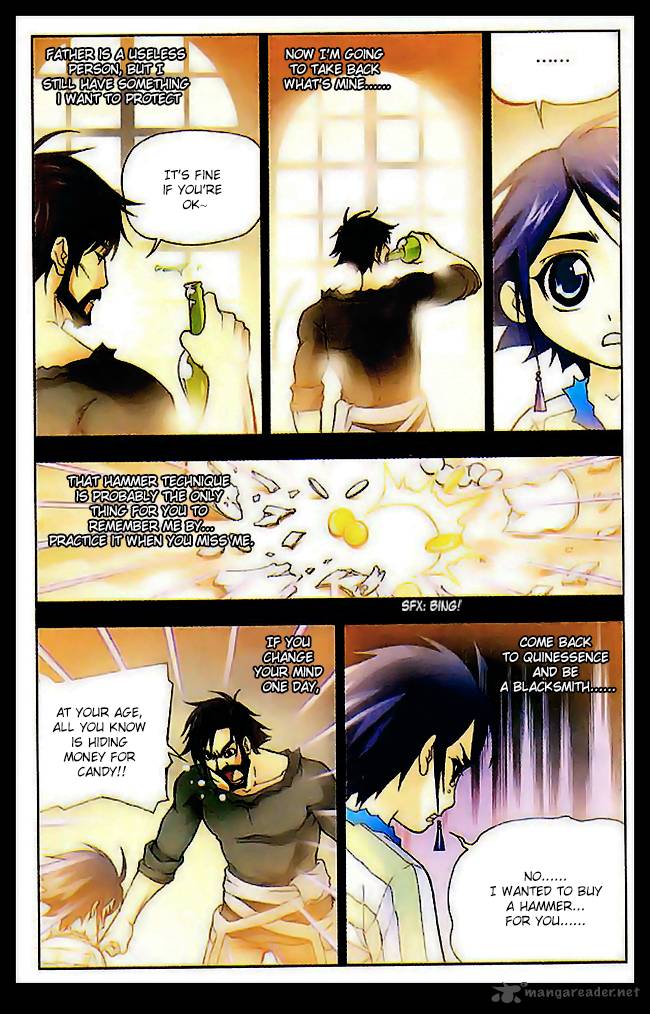 FATHER IS A USELESS
PERSON, BUT I
STILL HAVE SOMETHING
I WANT TO PROTECT
IT'S FINE
IF YOU'RE
OK~
NOW I'M GOING
TO TAKE BACK
WHAT'S MINE......
......
THAT HAMMER TECHNIQUE
IS PROBABLY THE ONLY
THING FOR YOU TO
REMEMBER ME BY...
PRACTICE IT WHEN YOU MISS ME.
SFX: BING!
IF YOU
CHANGE
YOUR MIND
ONE DAY,
AT YOUR AGE,
ALL YOU KNOW
IS HIDING
MONEY FOR
CANDY!!
COME BACK
TO QUINESSENCE
AND BE
A BLACKSMITH......
NO......
I WANTED TO BUY
A HAMMER...
FOR YOU......
mangareader.net